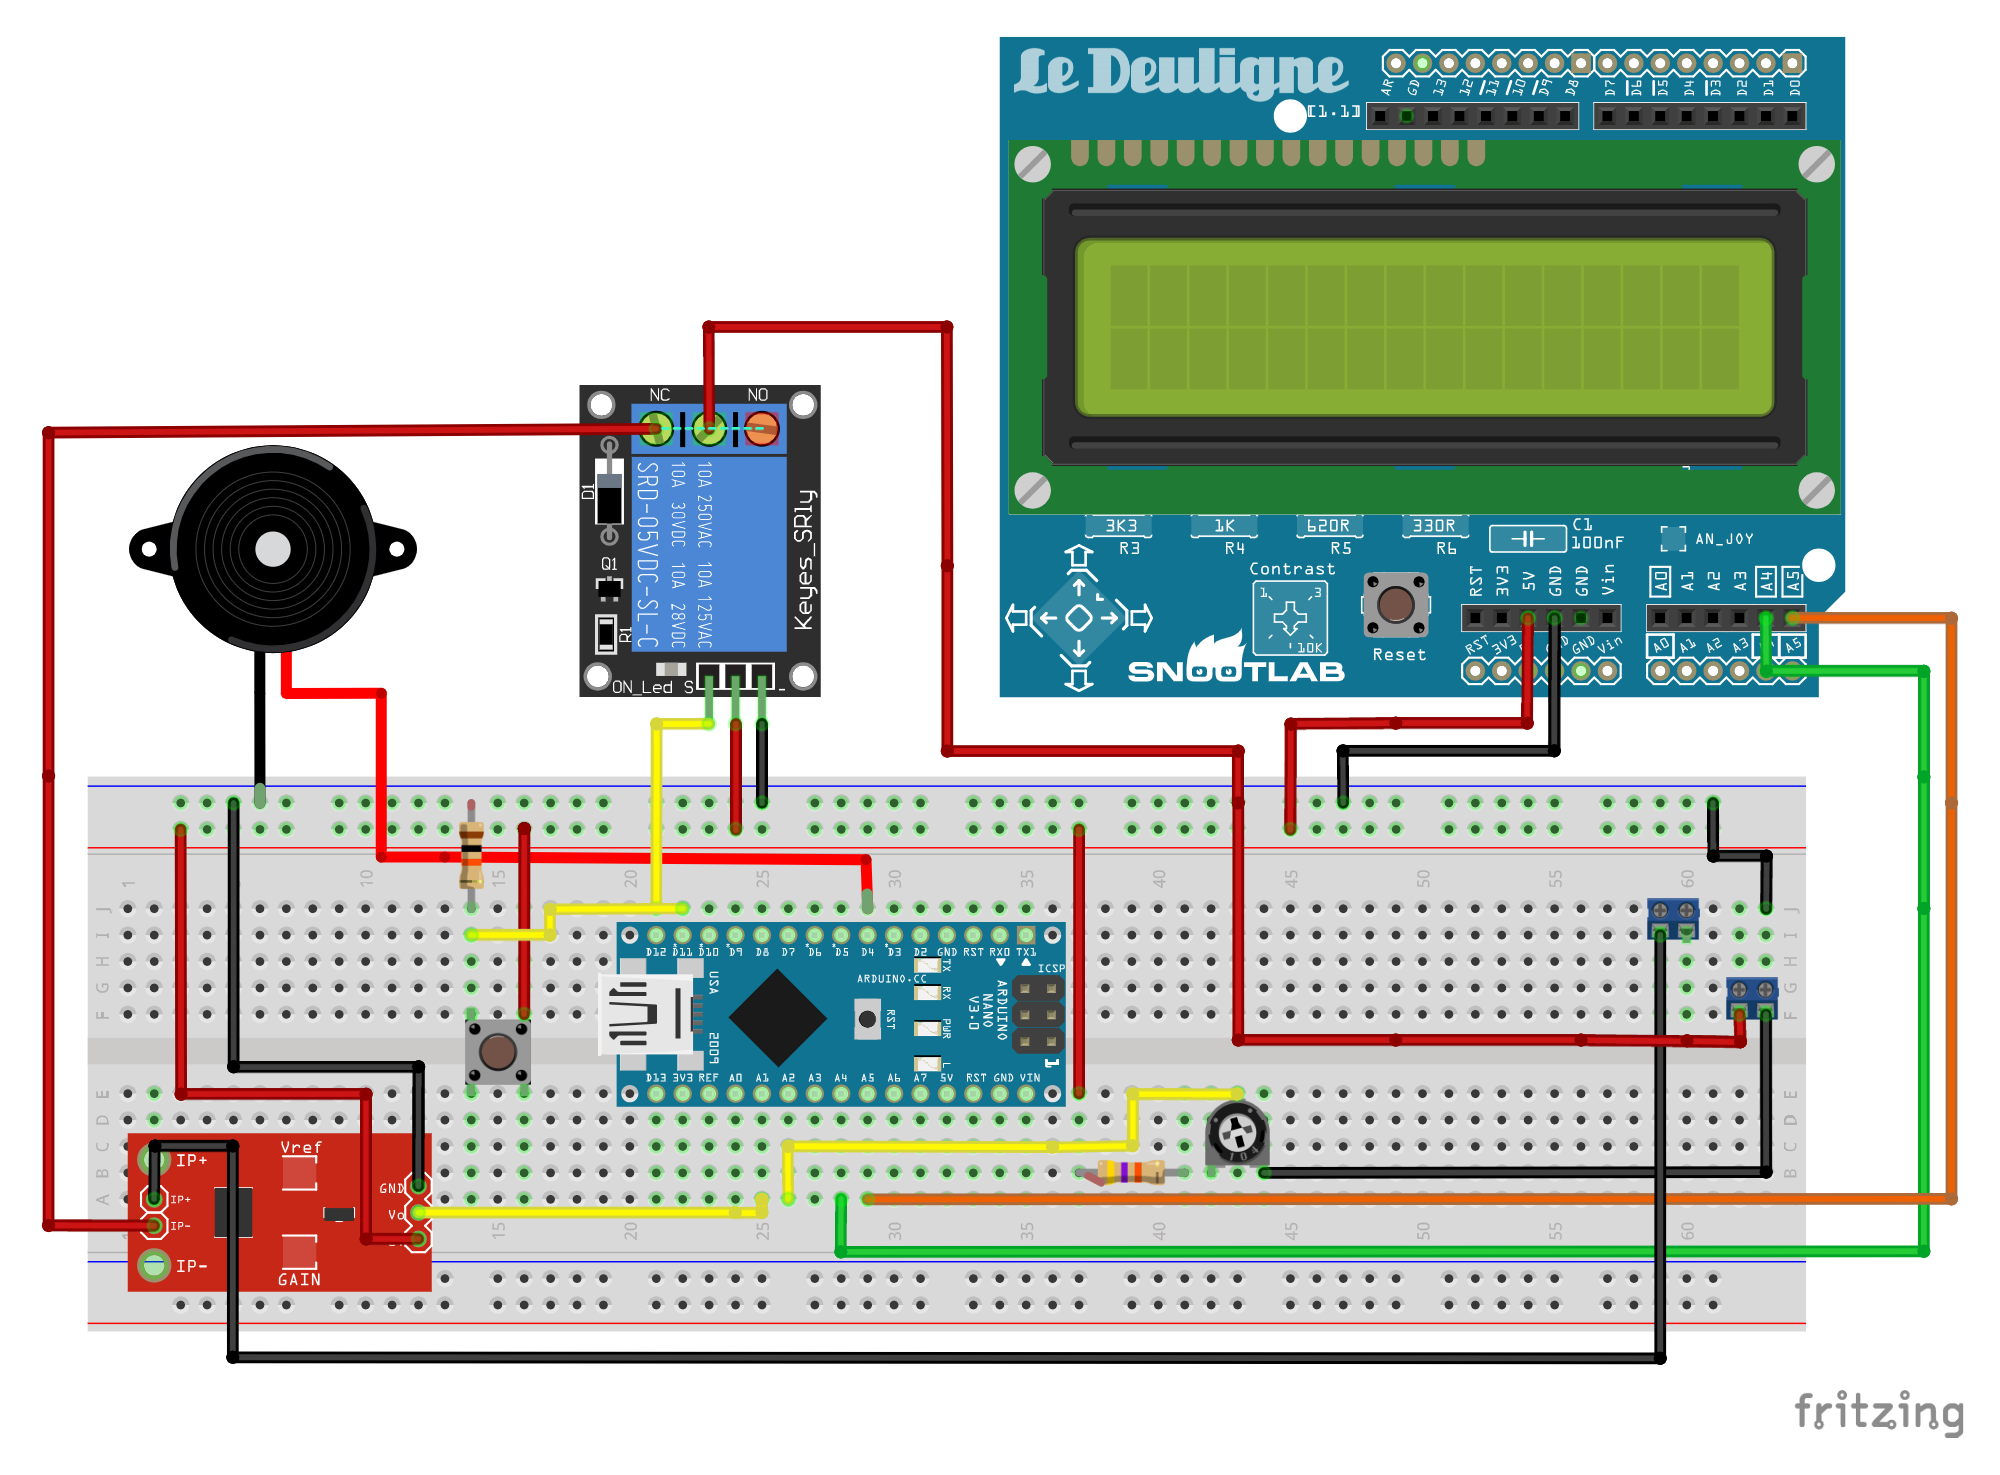 Le Deuligne
AR GD 13 12 11 10 D9 D8 D7 D6 D5 D4 D3 D2 D1 D0
[1.1]
3K3 1K 620R 330R C1
R3 R4 R5 R6 100nF AN_JOY
Contrast
1 3
10K
Reset
SNOOTLAB
RST 3V3 5V GND GND Vin A0 A1 A2 A3 A4 A5
RST 3V3 GND Vin A0 A1 A2 A3 A5
NC NO
SRD-05VDC-SL-C
10A 30VDC 10A 28VDC
10A 250VAC 10A 125VAC
Keyes_SRly
D1
Q1
R1
ON_Led S -
1 10 15 20 25 30 35 40 45 50 55 60
J J
I I
H H
G G
F F
D12 D11 D10 D9 D8 D7 D6 D5 D4 D3 D2 GND RST RX0 TX1
USB
ARDUINO.CC
TX
RX
PWR
L
RST
ICSP
ARDUINO
NANO
V3.0
2009
1
D13 3V3 REF A0 A1 A2 A3 A4 A5 A6 A7 5V RST GND VIN
E E
D D
C C
B B
A A
104
IP+ Vref
IP+ GND
IP- Vo
IP- GAIN
15 20 25 30 35 40 45 50 55 60
fritzing